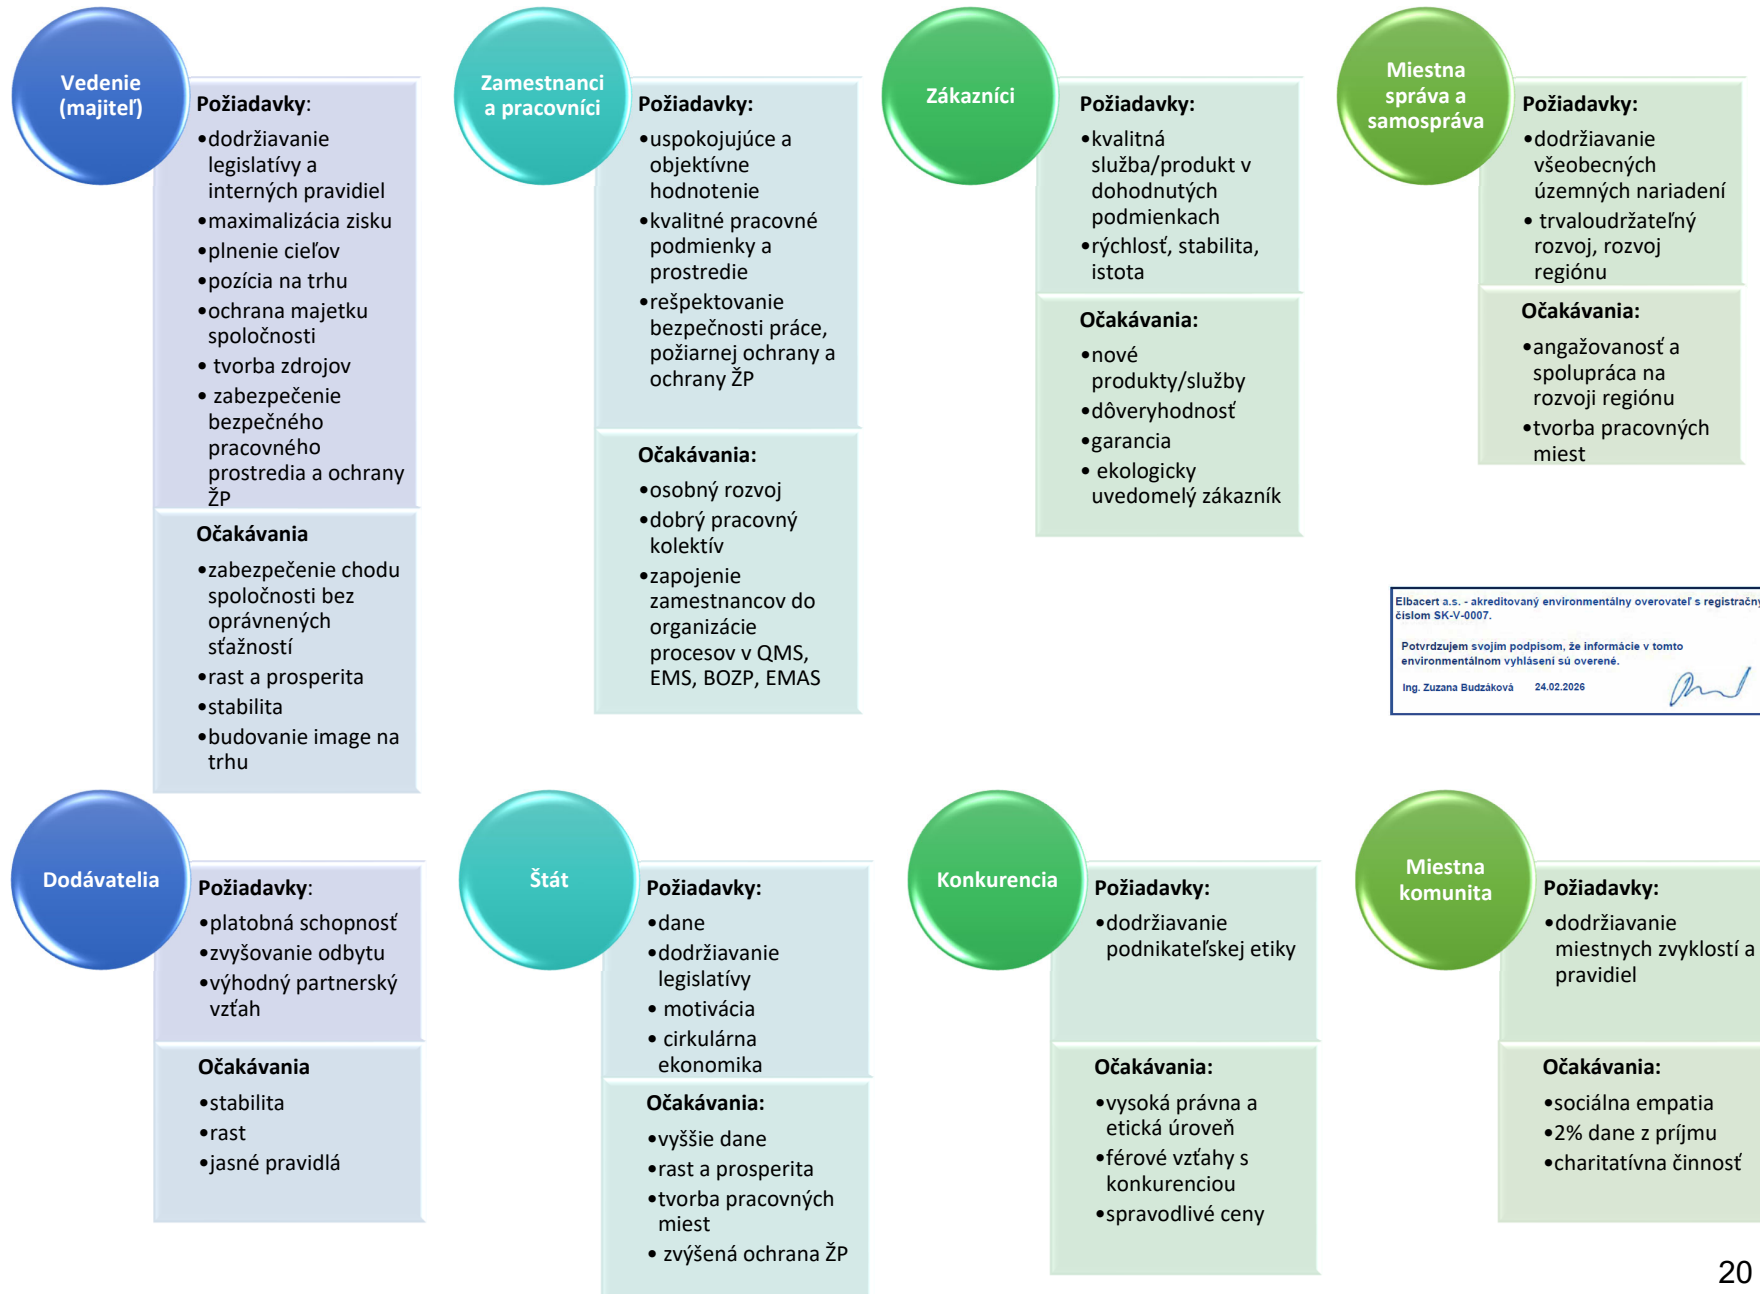 Vedenie
(majiteľ)
Požiadavky:
•dodržiavanie
legislatívy a
interných pravidiel
•maximalizácia zisku
•plnenie cieľov
•pozícia na trhu
•ochrana majetku
spoločnosti
• tvorba zdrojov
• zabezpečenie
bezpečného
pracovného
prostredia a ochrany
ŽP
Očakávania
•zabezpečenie chodu
spoločnosti bez
oprávnených
sťažností
•rast a prosperita
•stabilita
•budovanie image na
trhu
Zamestnanci
a pracovníci
Požiadavky:
•uspokojujúce a
objektívne
hodnotenie
•kvalitné pracovné
podmienky a
prostredie
•rešpektovanie
bezpečnosti práce,
požiarnej ochrany a
ochrany ŽP
Očakávania:
•osobný rozvoj
•dobrý pracovný
kolektív
•zapojenie
zamestnancov do
organizácie
procesov v QMS,
EMS, BOZP, EMAS
Zákazníci
Požiadavky:
•kvalitná
služba/produkt v
dohodnutých
podmienkach
•rýchlosť, stabilita,
istota
Očakávania:
•nové
produkty/služby
•dôveryhodnosť
•garancia
• ekologicky
uvedomelý zákazník
Miestna
správa a
samospráva
Požiadavky:
•dodržiavanie
všeobecných
územných nariadení
• trvaloudržateľný
rozvoj, rozvoj
regiónu
Očakávania:
•angažovanosť a
spolupráca na
rozvoji regiónu
•tvorba pracovných
miest
Elbacert a.s. - akreditovaný environmentálny overovateľ s registračný
číslom SK-V-0007.
Potvrdzujem svojím podpisom, že informácie v tomto
environmentálnom vyhlásení sú overené.
Ing. Zuzana Budzáková 24.02.2026
Dodávatelia
Požiadavky:
•platobná schopnosť
•zvyšovanie odbytu
•výhodný partnerský
vzťah
Očakávania
•stabilita
•rast
•jasné pravidlá
Štát
Požiadavky:
•dane
•dodržiavanie
legislatívy
• motivácia
• cirkulárna
ekonomika
Očakávania:
•vyššie dane
•rast a prosperita
•tvorba pracovných
miest
• zvýšená ochrana ŽP
Konkurencia
Požiadavky:
•dodržiavanie
podnikateľskej etiky
Očakávania:
•vysoká právna a
etická úroveň
•férové vzťahy s
konkurenciou
•spravodlivé ceny
Miestna
komunita
Požiadavky:
•dodržiavanie
miestnych zvyklostí a
pravidiel
Očakávania:
•sociálna empatia
•2% dane z príjmu
•charitatívna činnosť
20